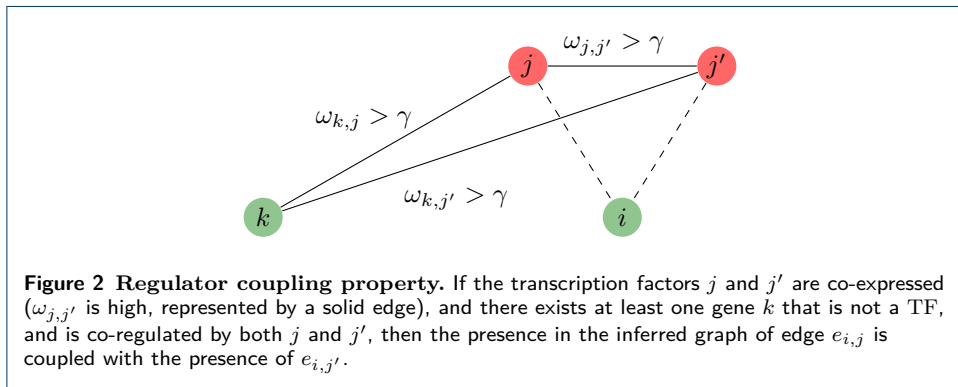 ω_{j,j′} > γ
j
j′
ω_{k,j} > γ
ω_{k,j′} > γ
k
i
Figure 2 Regulator coupling property. If the transcription factors j and j′ are co-expressed
(ω_{j,j′} is high, represented by a solid edge), and there exists at least one gene k that is not a TF,
and is co-regulated by both j and j′, then the presence in the inferred graph of edge e_{i,j} is
coupled with the presence of e_{i,j′}.